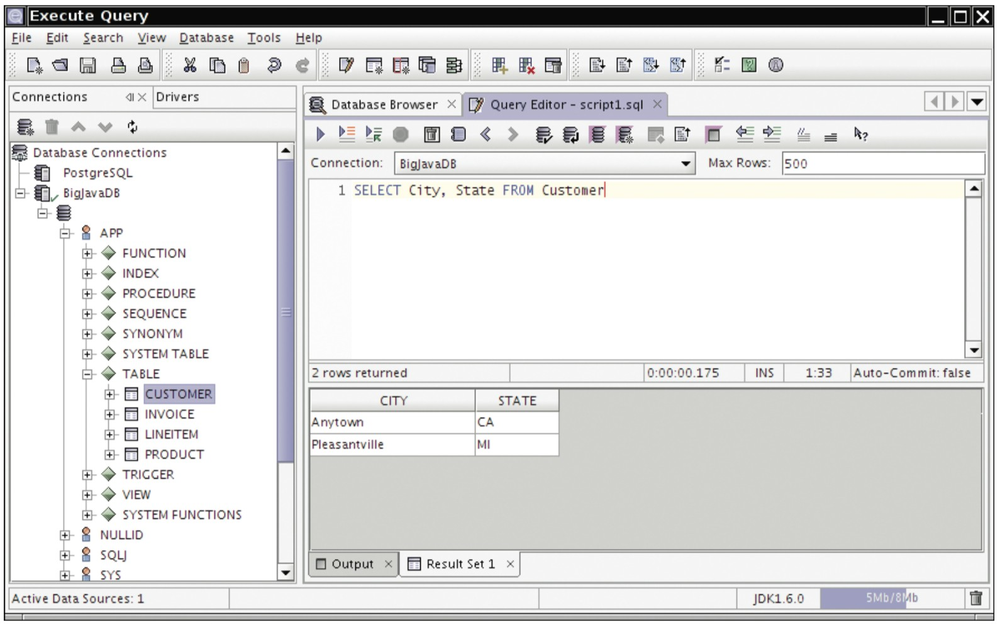 Execute Query
File Edit Search View Database Tools Help
Connections Drivers
Database Connections
PostgreSQL
BigJavaDB
APP
FUNCTION
INDEX
PROCEDURE
SEQUENCE
SYNONYM
SYSTEM TABLE
TABLE
CUSTOMER
INVOICE
LINEITEM
PRODUCT
TRIGGER
VIEW
SYSTEM FUNCTIONS
NULLID
SQLJ
SYS
Database Browser Query Editor - script1.sql
Connection: BigJavaDB Max Rows: 500
1 SELECT City, State FROM Customer
2 rows returned 0:00:00.175 INS 1:33 Auto-Commit: false
CITY STATE
Anytown CA
Pleasantville MI
Output Result Set 1
Active Data Sources: 1 JDK1.6.0 5Mb/8Mb